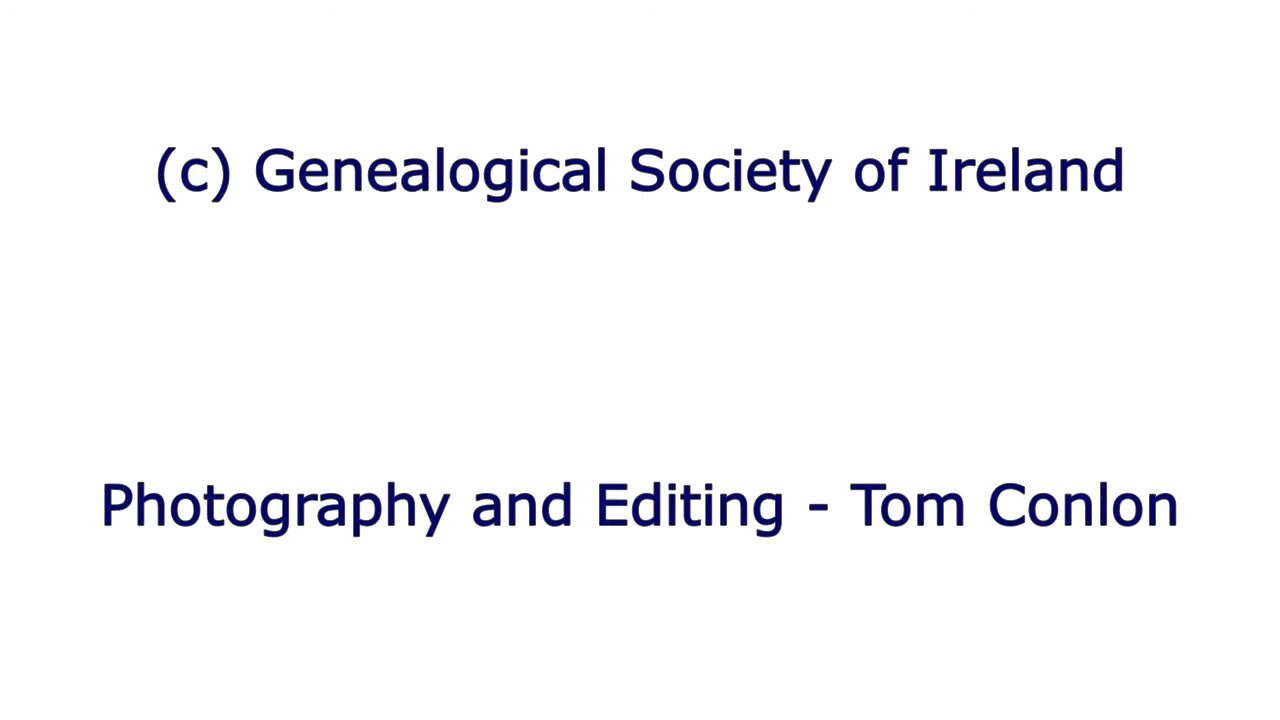 (c) Genealogical Society of Ireland
Photography and Editing - Tom Conlon